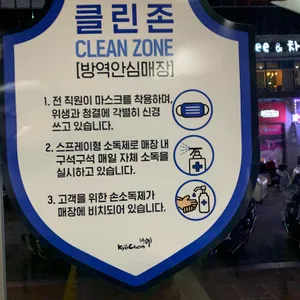 클린존
CLEAN ZONE
[방역안심매장]
1. 전 직원이 마스크를 착용하며,
위생과 청결에 각별히 신경
쓰고 있습니다.
2. 스프레이형 소독제로 매장 내
구석구석 매일 자체 소독을
실시하고 있습니다.
3. 고객을 위한 손소독제가
매장에 비치되어 있습니다.
KyoChon
ee & 차